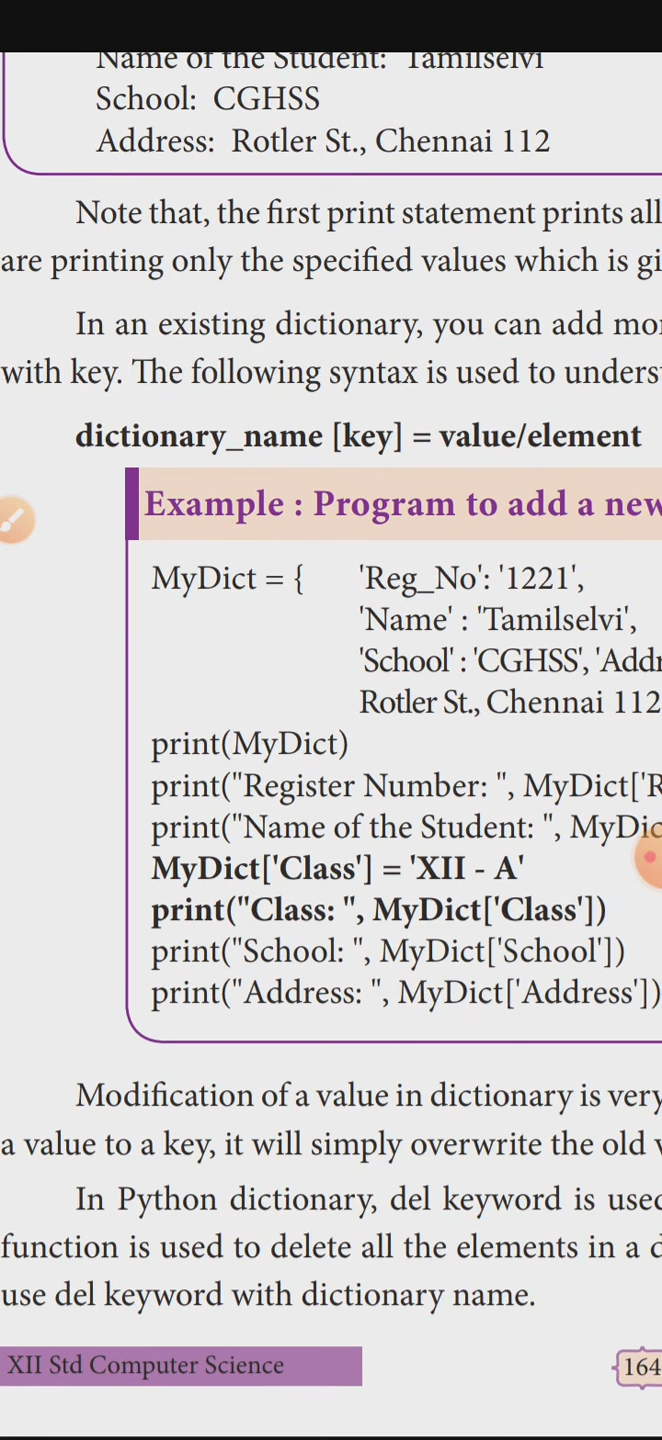 Name of the Student: Tamilselvi
School: CGHSS
Address: Rotler St., Chennai 112
Note that, the first print statement prints all
are printing only the specified values which is gi
In an existing dictionary, you can add mor
with key. The following syntax is used to underst
dictionary_name [key] = value/element
Example : Program to add a new
MyDict = { 'Reg_No': '1221',
'Name' : 'Tamilselvi',
'School' : 'CGHSS', 'Addr
Rotler St., Chennai 112
print(MyDict)
print("Register Number: ", MyDict['R
print("Name of the Student: ", MyDic
MyDict['Class'] = 'XII - A'
print("Class: ", MyDict['Class'])
print("School: ", MyDict['School'])
print("Address: ", MyDict['Address'])
Modification of a value in dictionary is very
a value to a key, it will simply overwrite the old v
In Python dictionary, del keyword is used
function is used to delete all the elements in a d
use del keyword with dictionary name.
XII Std Computer Science 164